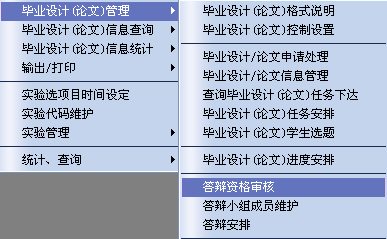 毕业设计(论文)管理
毕业设计(论文)信息查询
毕业设计(论文)信息统计
输出/打印
实验选项目时间设定
实验代码维护
实验管理
统计、查询
毕业设计(论文)格式说明
毕业设计(论文)控制设置
毕业设计/论文申请处理
毕业设计/论文信息管理
查询毕业设计(论文)任务下达
毕业设计(论文)任务安排
毕业设计(论文)学生选题
毕业设计(论文)进度安排
答辩资格审核
答辩小组成员维护
答辩安排